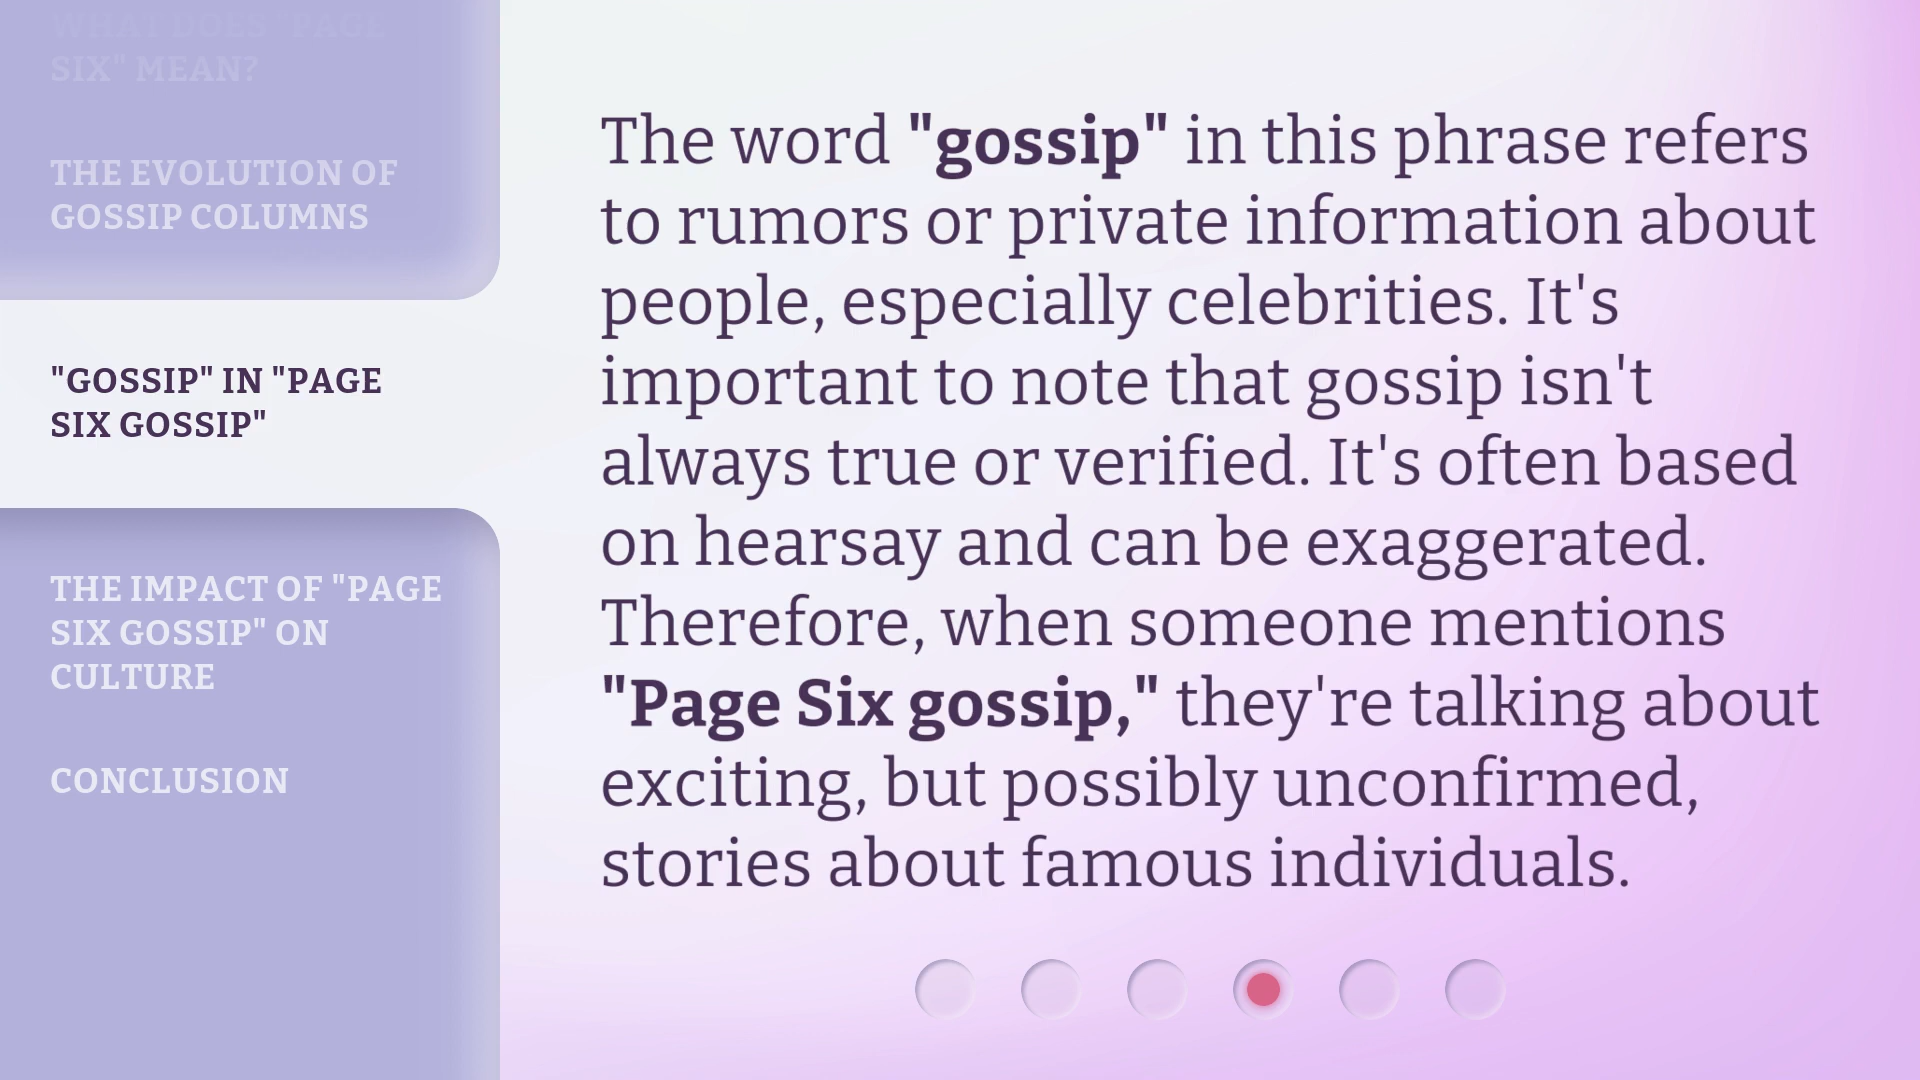 WHAT DOES "PAGE
SIX" MEAN?
THE EVOLUTION OF
GOSSIP COLUMNS
"GOSSIP" IN "PAGE
SIX GOSSIP"
THE IMPACT OF "PAGE
SIX GOSSIP" ON
CULTURE
CONCLUSION
The word "gossip" in this phrase refers
to rumors or private information about
people, especially celebrities. It's
important to note that gossip isn't
always true or verified. It's often based
on hearsay and can be exaggerated.
Therefore, when someone mentions
"Page Six gossip," they're talking about
exciting, but possibly unconfirmed,
stories about famous individuals.